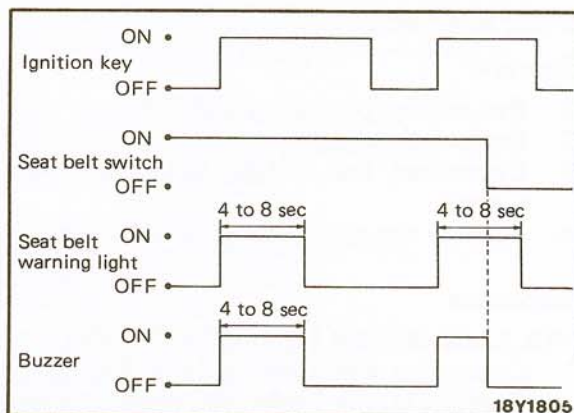 ON
Ignition key
OFF
ON
Seat belt switch
OFF
4 to 8 sec 4 to 8 sec
Seat belt ON
warning light
OFF
4 to 8 sec
ON
Buzzer
OFF
18Y1805